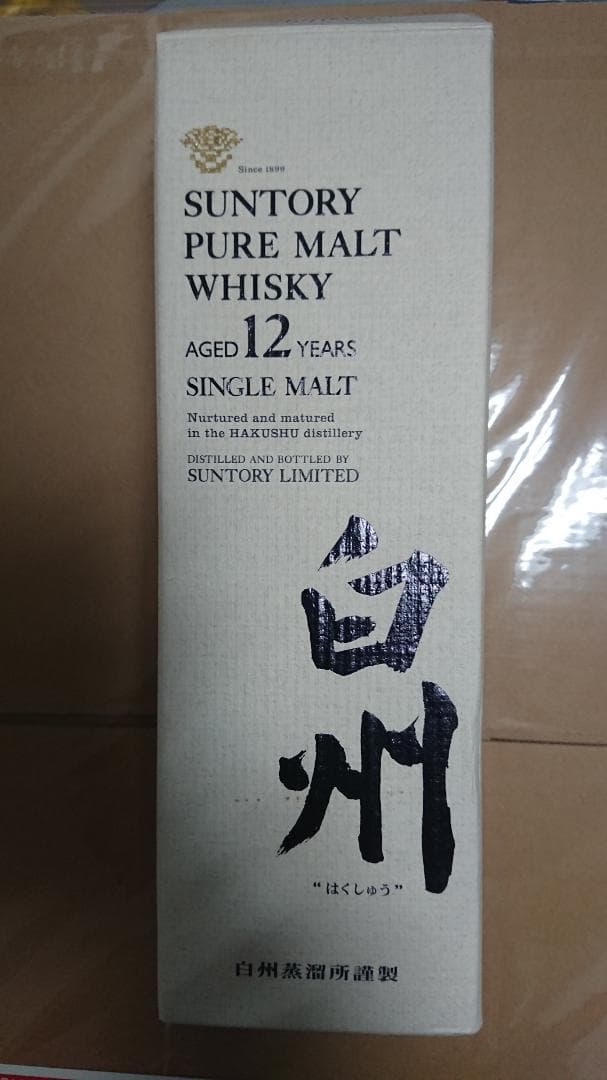 Since 1899
SUNTORY
PURE MALT
WHISKY
AGED 12 YEARS
SINGLE MALT
Nurtured and matured
in the HAKUSHU distillery
DISTILLED AND BOTTLED BY
SUNTORY LIMITED
白州
“はくしゅう”
白州蒸溜所謹製